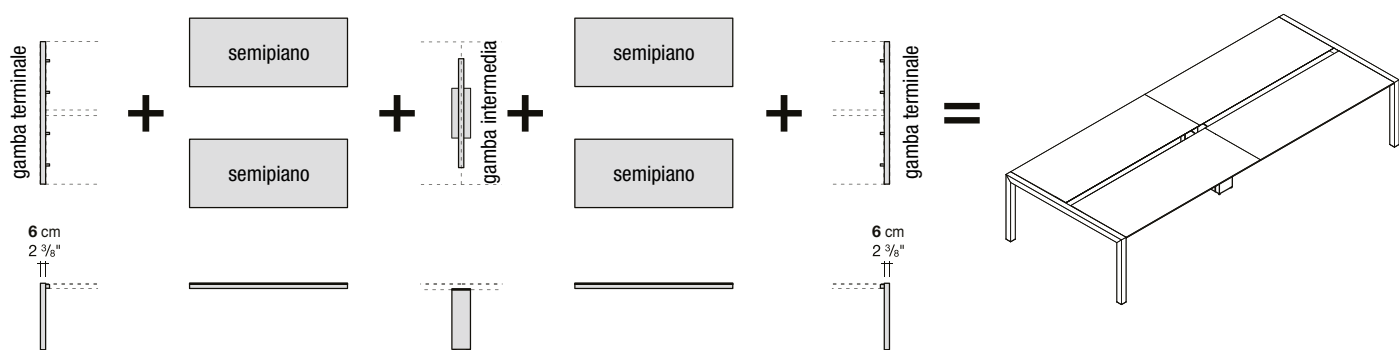 gamba terminale
semipiano
semipiano
gamba intermedia
semipiano
semipiano
gamba terminale
+
+
+
+
=
6 cm
2 3/8"
6 cm
2 3/8"